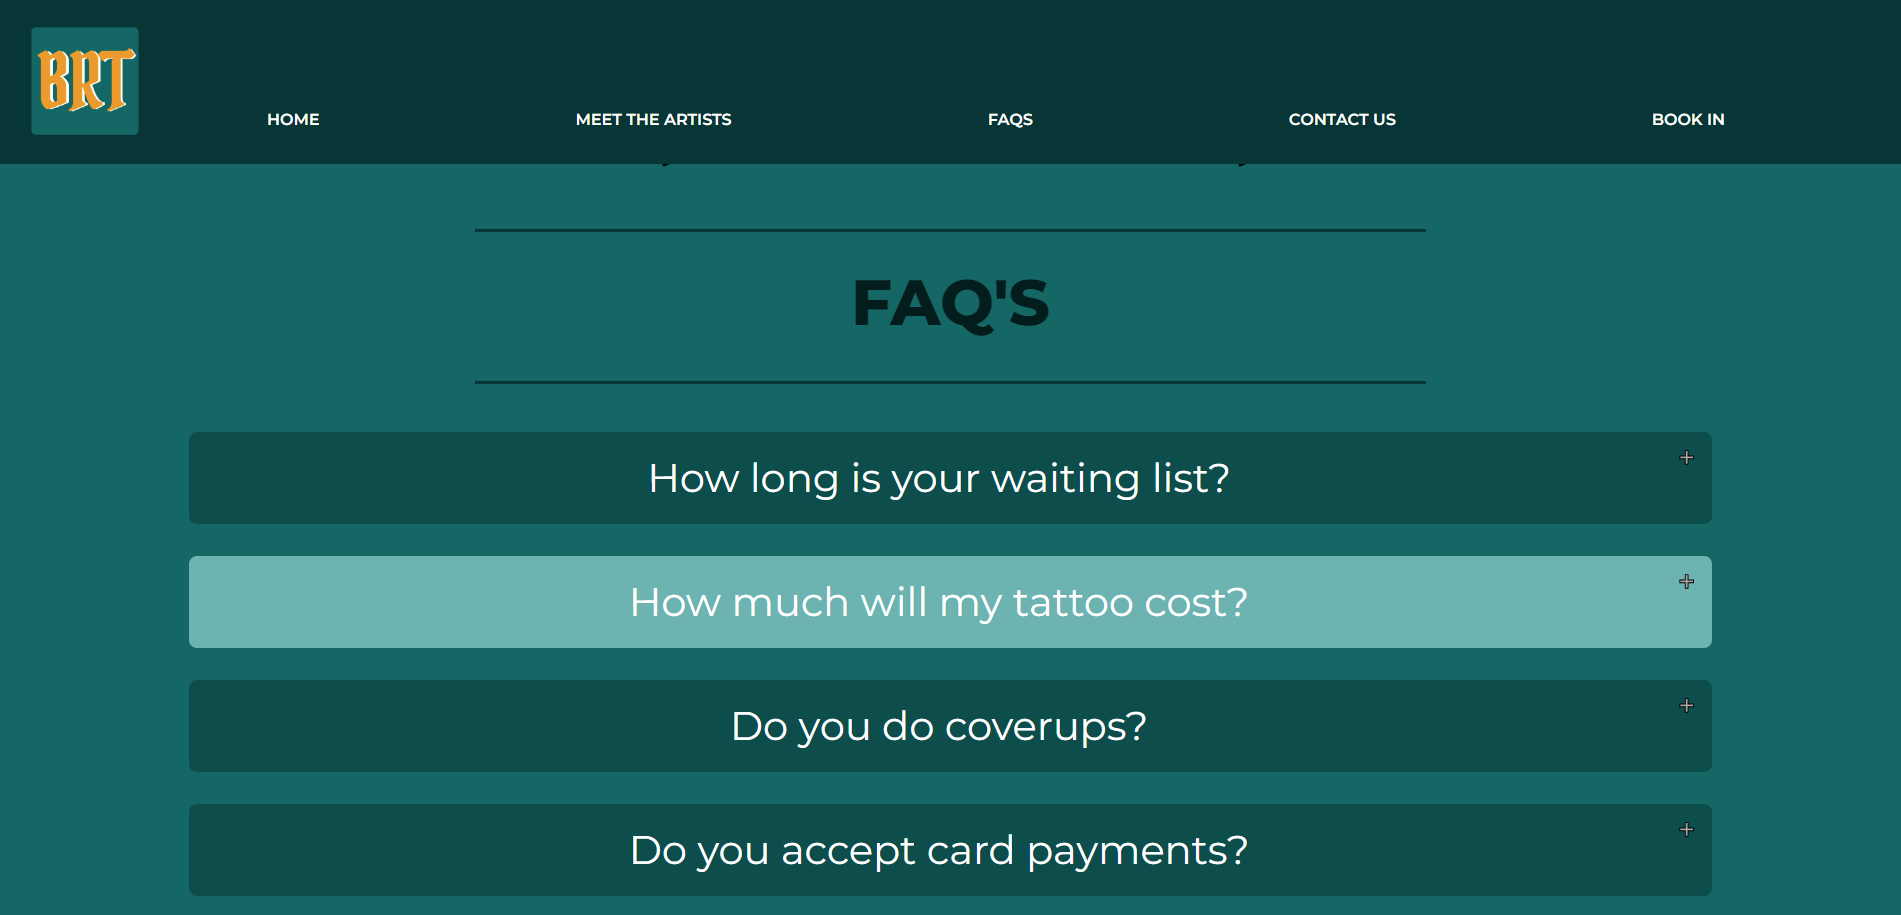 BRT
HOME
MEET THE ARTISTS
FAQS
CONTACT US
BOOK IN
FAQ'S
How long is your waiting list?
+
How much will my tattoo cost?
+
Do you do coverups?
+
Do you accept card payments?
+